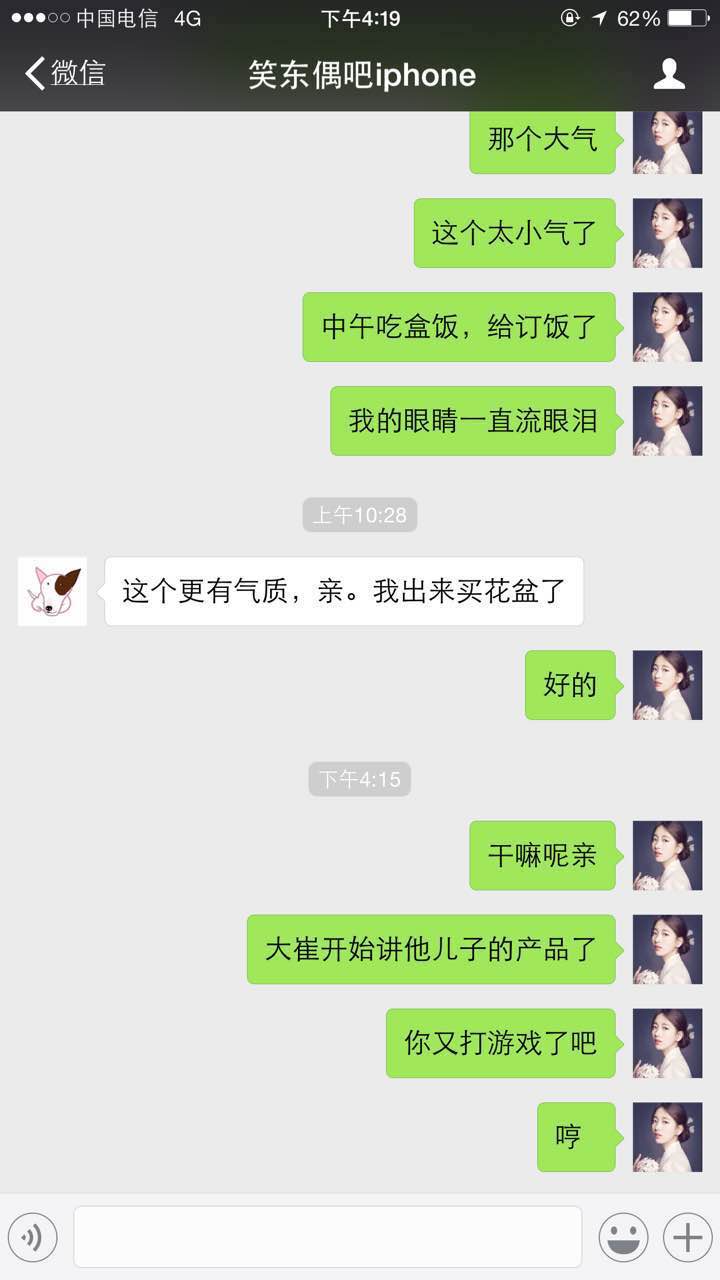 中国电信 4G 下午4:19 62%
微信 笑东偶吧iphone
那个大气
这个太小气了
中午吃盒饭，给订饭了
我的眼睛一直流眼泪
上午10:28
这个更有气质，亲。我出来买花盆了
好的
下午4:15
干嘛呢亲
大崔开始讲他儿子的产品了
你又打游戏了吧
哼